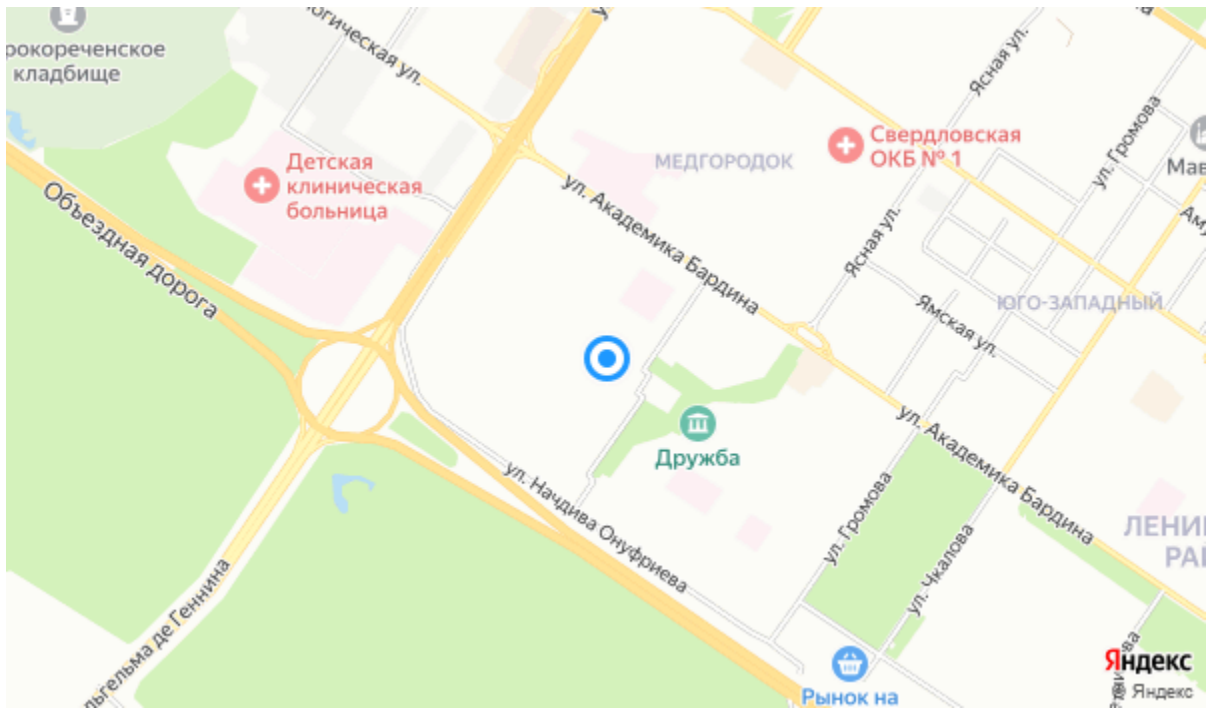 рокореченское
кладбище
огическая ул.
Ясная ул.
ул. Громова
Свердловская
ОКБ № 1
МЕДГОРОДОК
Детская
клиническая
больница
Мав
Аму
ул. Академика Бардина
Объездная дорога
Ясная ул.
ЮГО-ЗАПАДНЫЙ
Ямская ул.
Дружба
ул. Академика Бардина
ул. Начдива Онуфриева
ул. Громова
ул. Чкалова
ЛЕНИ
РАЙ
льгельма де Геннина
Рынок на
Яндекс
© Яндекс